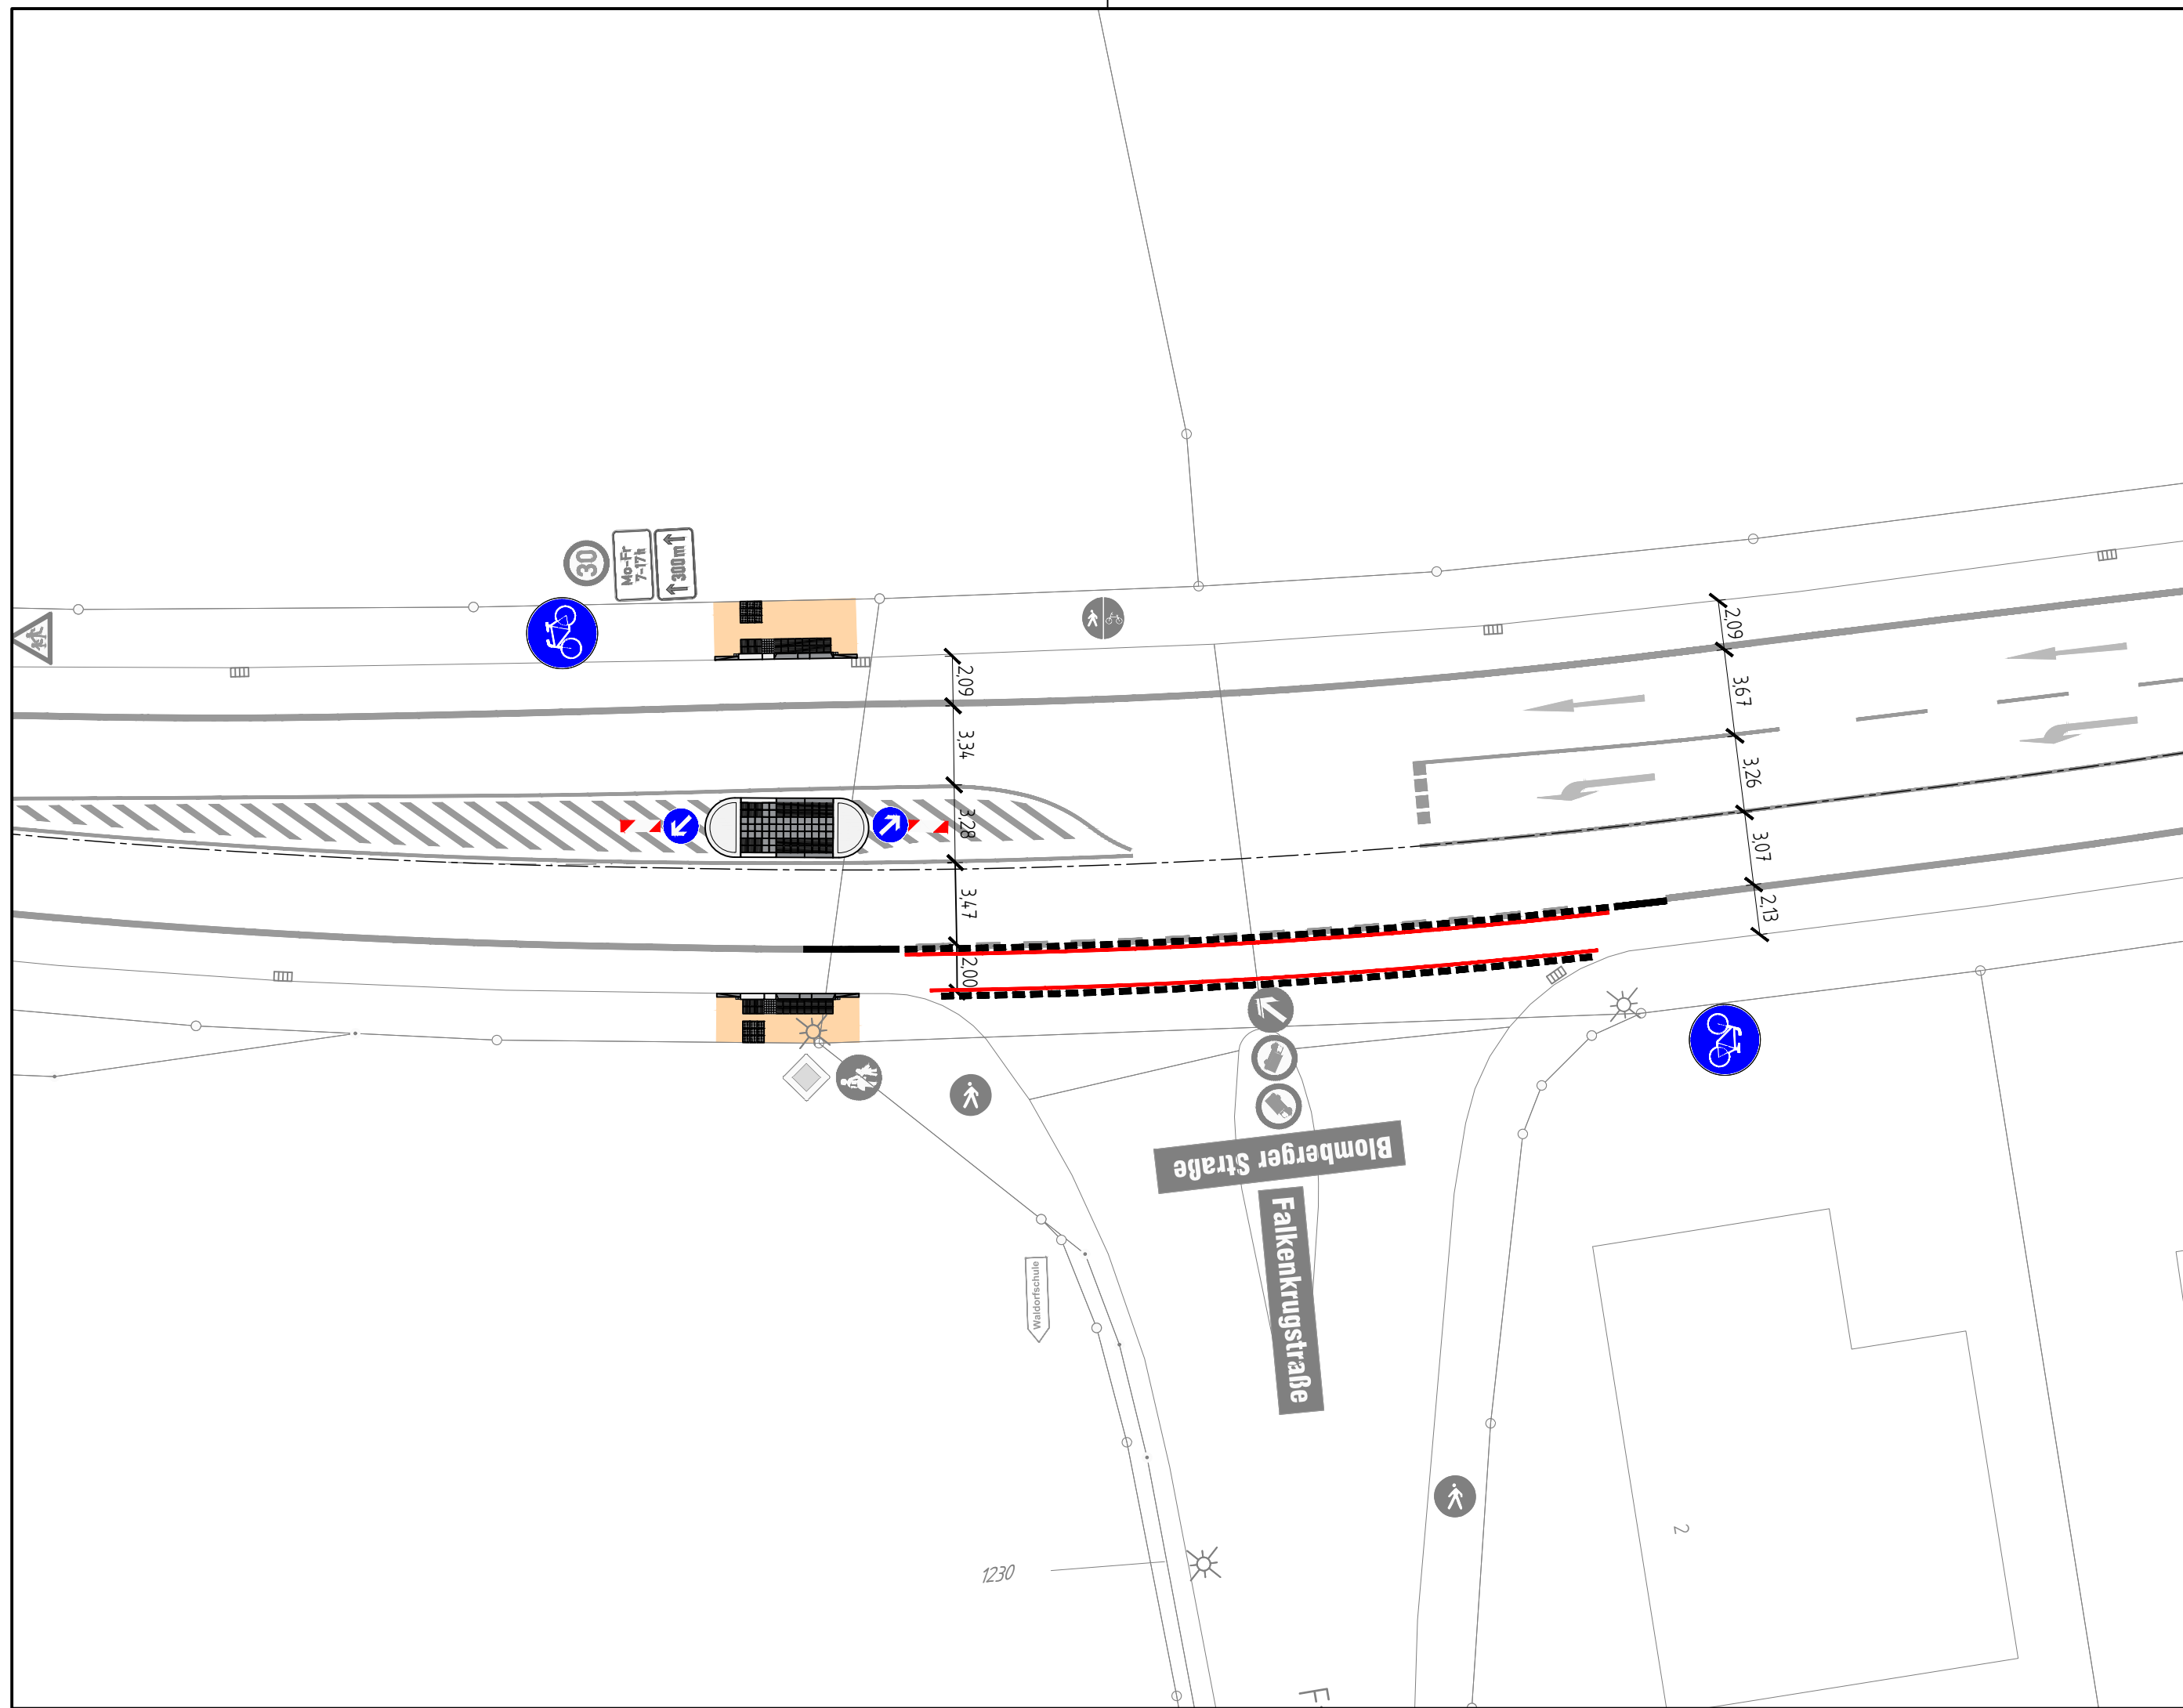 30
Mo-Fr
7-17h
300m
2,09
3,34
3,28
3,47
2,00
2,09
3,67
3,26
3,07
2,13
Blomberger Straße
Falkenkrugstraße
Waldorfschule
1230
2
F